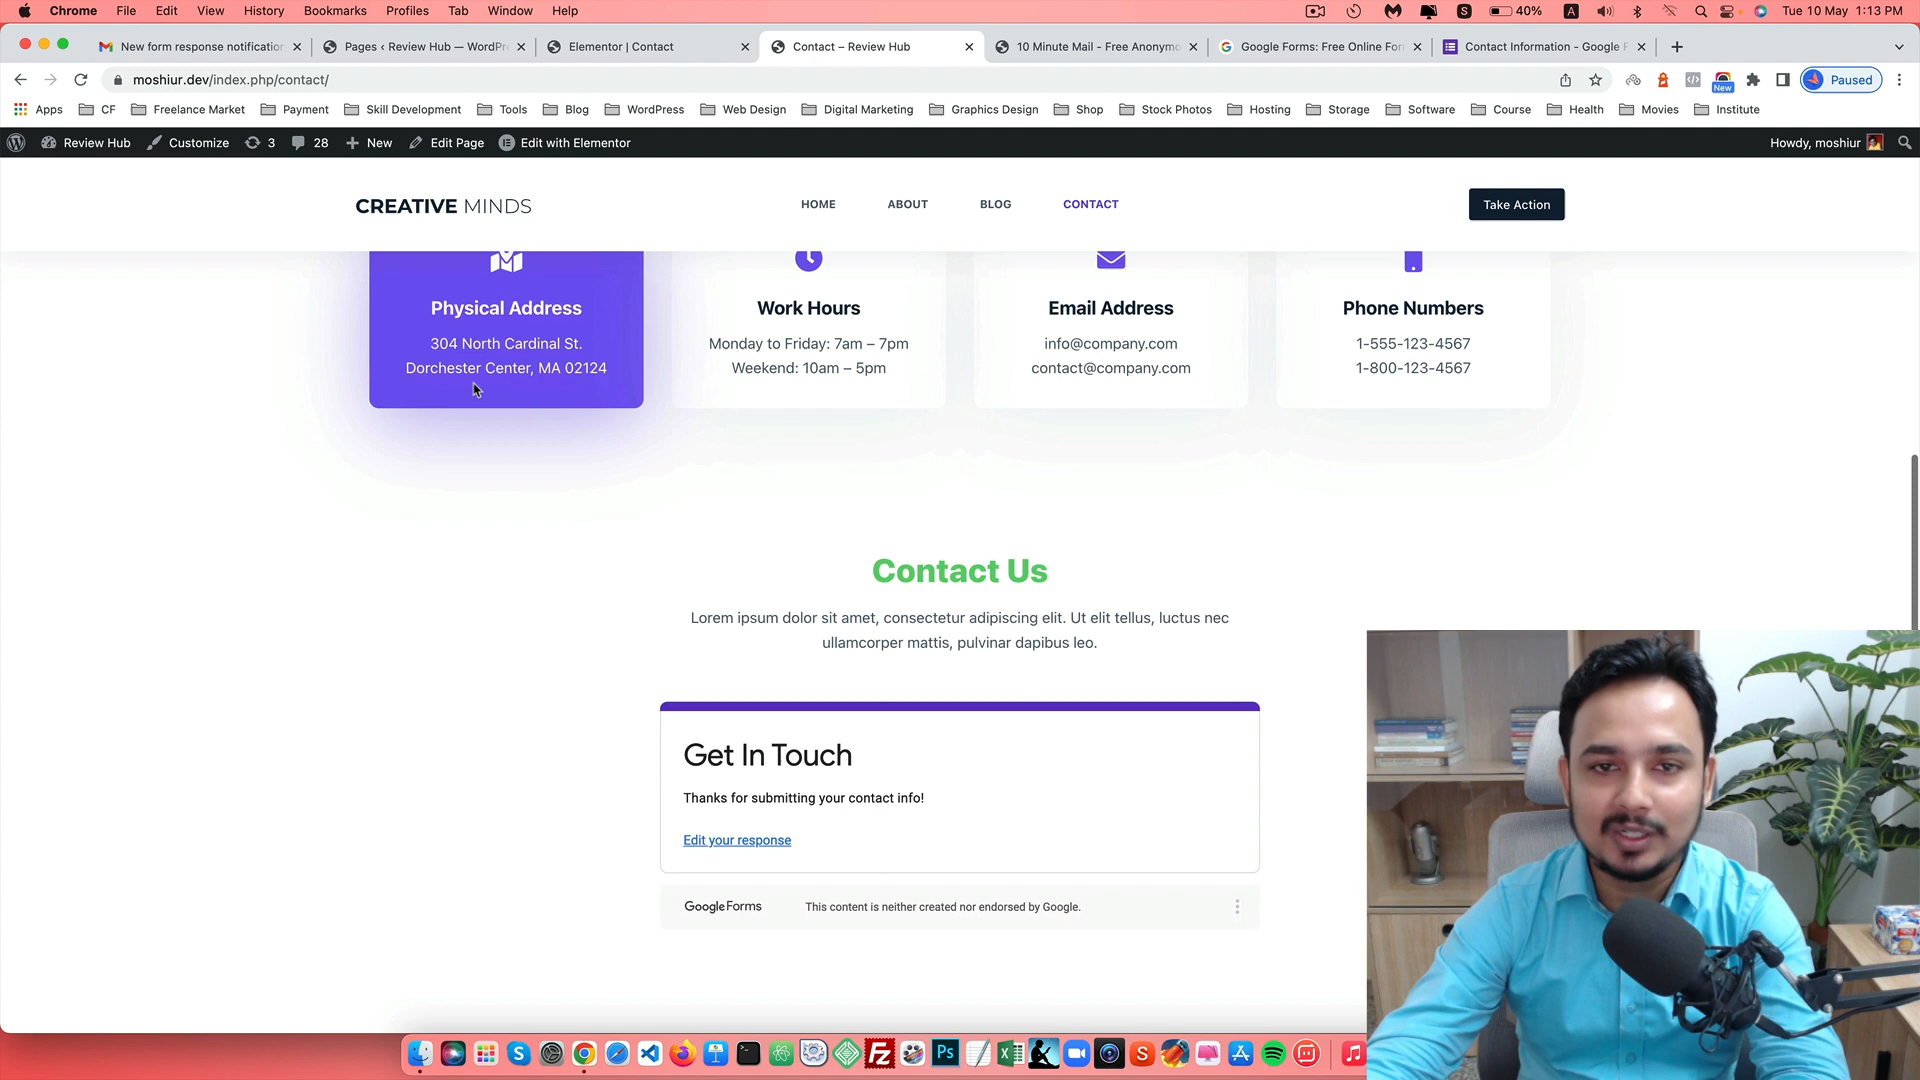 Chrome File Edit View History Bookmarks Profiles Tab Window Help 40% A Tue 10 May 1:13 PM
New form response notification Pages ‹ Review Hub — WordPr Elementor | Contact Contact – Review Hub 10 Minute Mail - Free Anonymo Google Forms: Free Online For Contact Information - Google F
moshiur.dev/index.php/contact/ New Paused
Apps CF Freelance Market Payment Skill Development Tools Blog WordPress Web Design Digital Marketing Graphics Design Shop Stock Photos Hosting Storage Software Course Health Movies Institute
Review Hub Customize 3 28 New Edit Page Edit with Elementor Howdy, moshiur
CREATIVE MINDS HOME ABOUT BLOG CONTACT Take Action
Physical Address
304 North Cardinal St.
Dorchester Center, MA 02124
Work Hours
Monday to Friday: 7am – 7pm
Weekend: 10am – 5pm
Email Address
info@company.com
contact@company.com
Phone Numbers
1-555-123-4567
1-800-123-4567
Contact Us
Lorem ipsum dolor sit amet, consectetur adipiscing elit. Ut elit tellus, luctus nec
ullamcorper mattis, pulvinar dapibus leo.
Get In Touch
Thanks for submitting your contact info!
Edit your response
Google Forms This content is neither created nor endorsed by Google.